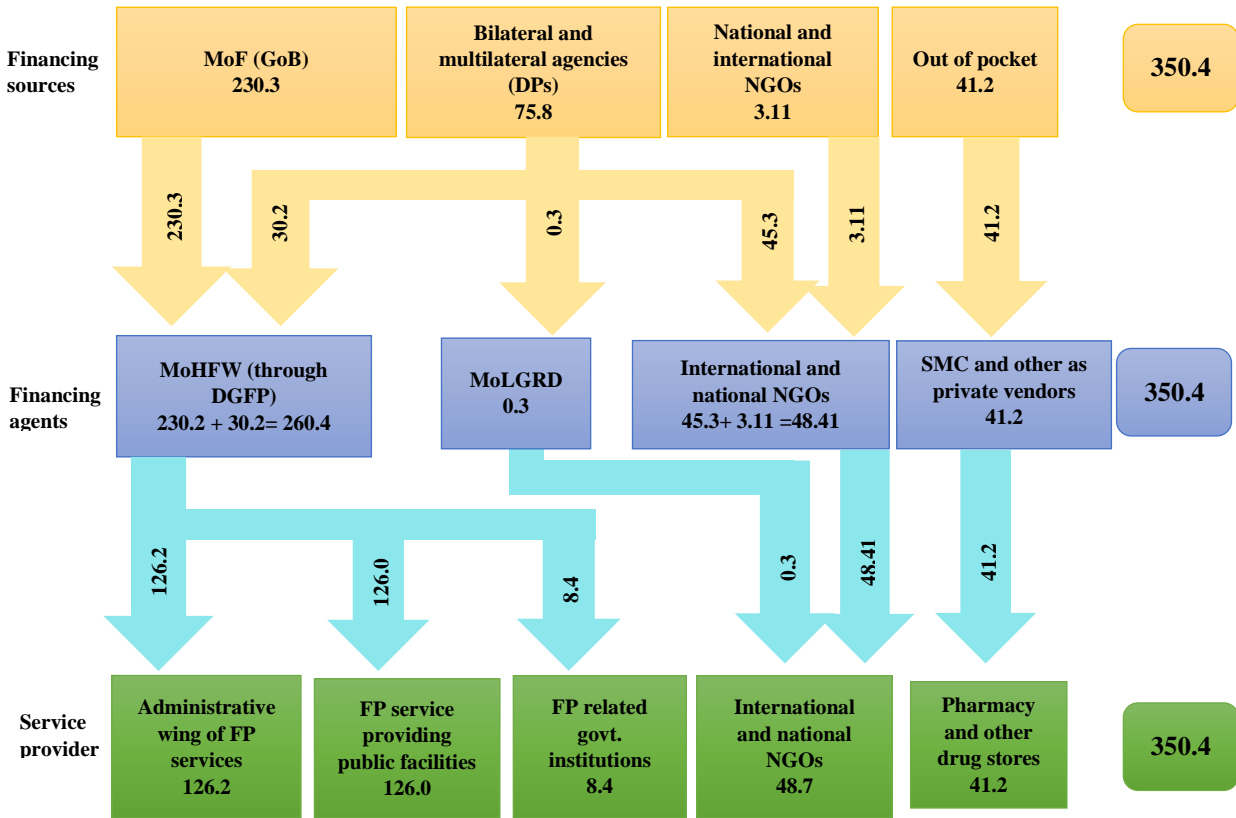 Financing
sources
MoF (GoB)
230.3
Bilateral and
multilateral agencies
(DPs)
75.8
National and
international
NGOs
3.11
Out of pocket
41.2
350.4
230.3
30.2
0.3
45.3
3.11
41.2
Financing
agents
MoHFW (through
DGFP)
230.2 + 30.2= 260.4
MoLGRD
0.3
International and
national NGOs
45.3+ 3.11 =48.41
SMC and other as
private vendors
41.2
350.4
126.2
126.0
8.4
0.3
48.41
41.2
Service
provider
Administrative
wing of FP
services
126.2
FP service
providing
public facilities
126.0
FP related
govt.
institutions
8.4
International
and national
NGOs
48.7
Pharmacy
and other
drug stores
41.2
350.4